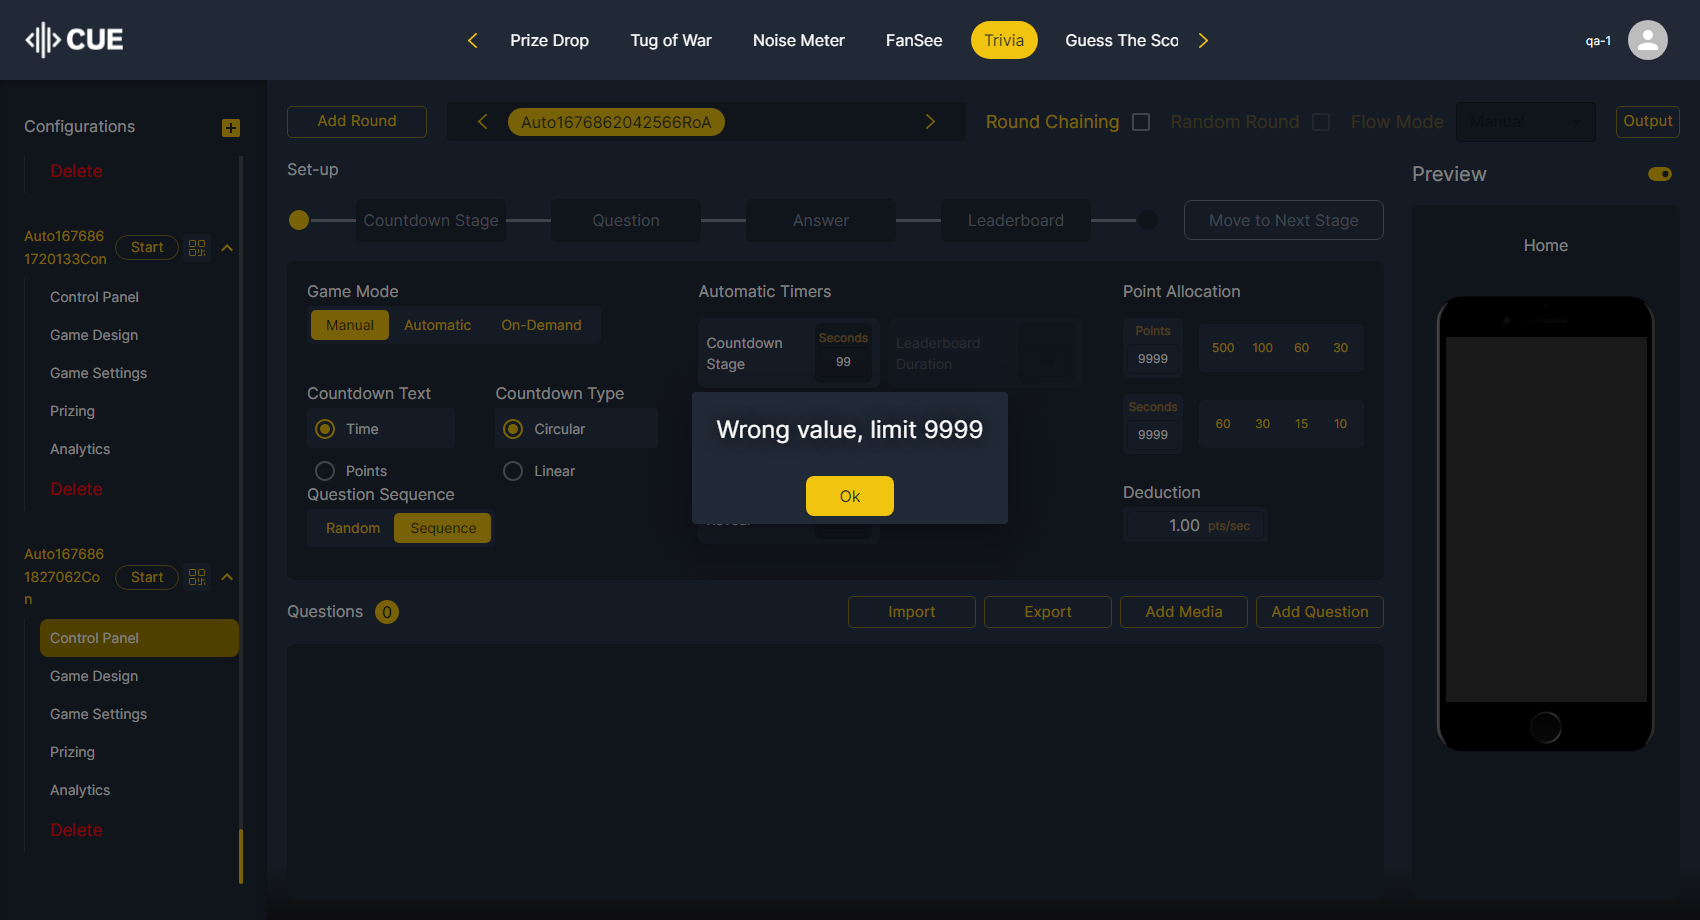 CUE
Prize Drop
Tug of War
Noise Meter
FanSee
Trivia
Guess The Sco
qa-1
Configurations
Delete
Auto167686
1720133Con
Start
Control Panel
Game Design
Game Settings
Prizing
Analytics
Delete
Auto167686
1827062Co
n
Start
Control Panel
Game Design
Game Settings
Prizing
Analytics
Delete
Add Round
Auto1676862042566RoA
Round Chaining
Random Round
Flow Mode
Manual
Output
Set-up
Countdown Stage
Question
Answer
Leaderboard
Move to Next Stage
Game Mode
Manual
Automatic
On-Demand
Countdown Text
Time
Points
Countdown Type
Circular
Linear
Question Sequence
Random
Sequence
Automatic Timers
Countdown
Stage
Seconds
99
Leaderboard
Duration
Wrong value, limit 9999
Ok
Point Allocation
Points
9999
500
100
60
30
Seconds
9999
60
30
15
10
Deduction
1.00 pts/sec
Questions
0
Import
Export
Add Media
Add Question
Preview
Home